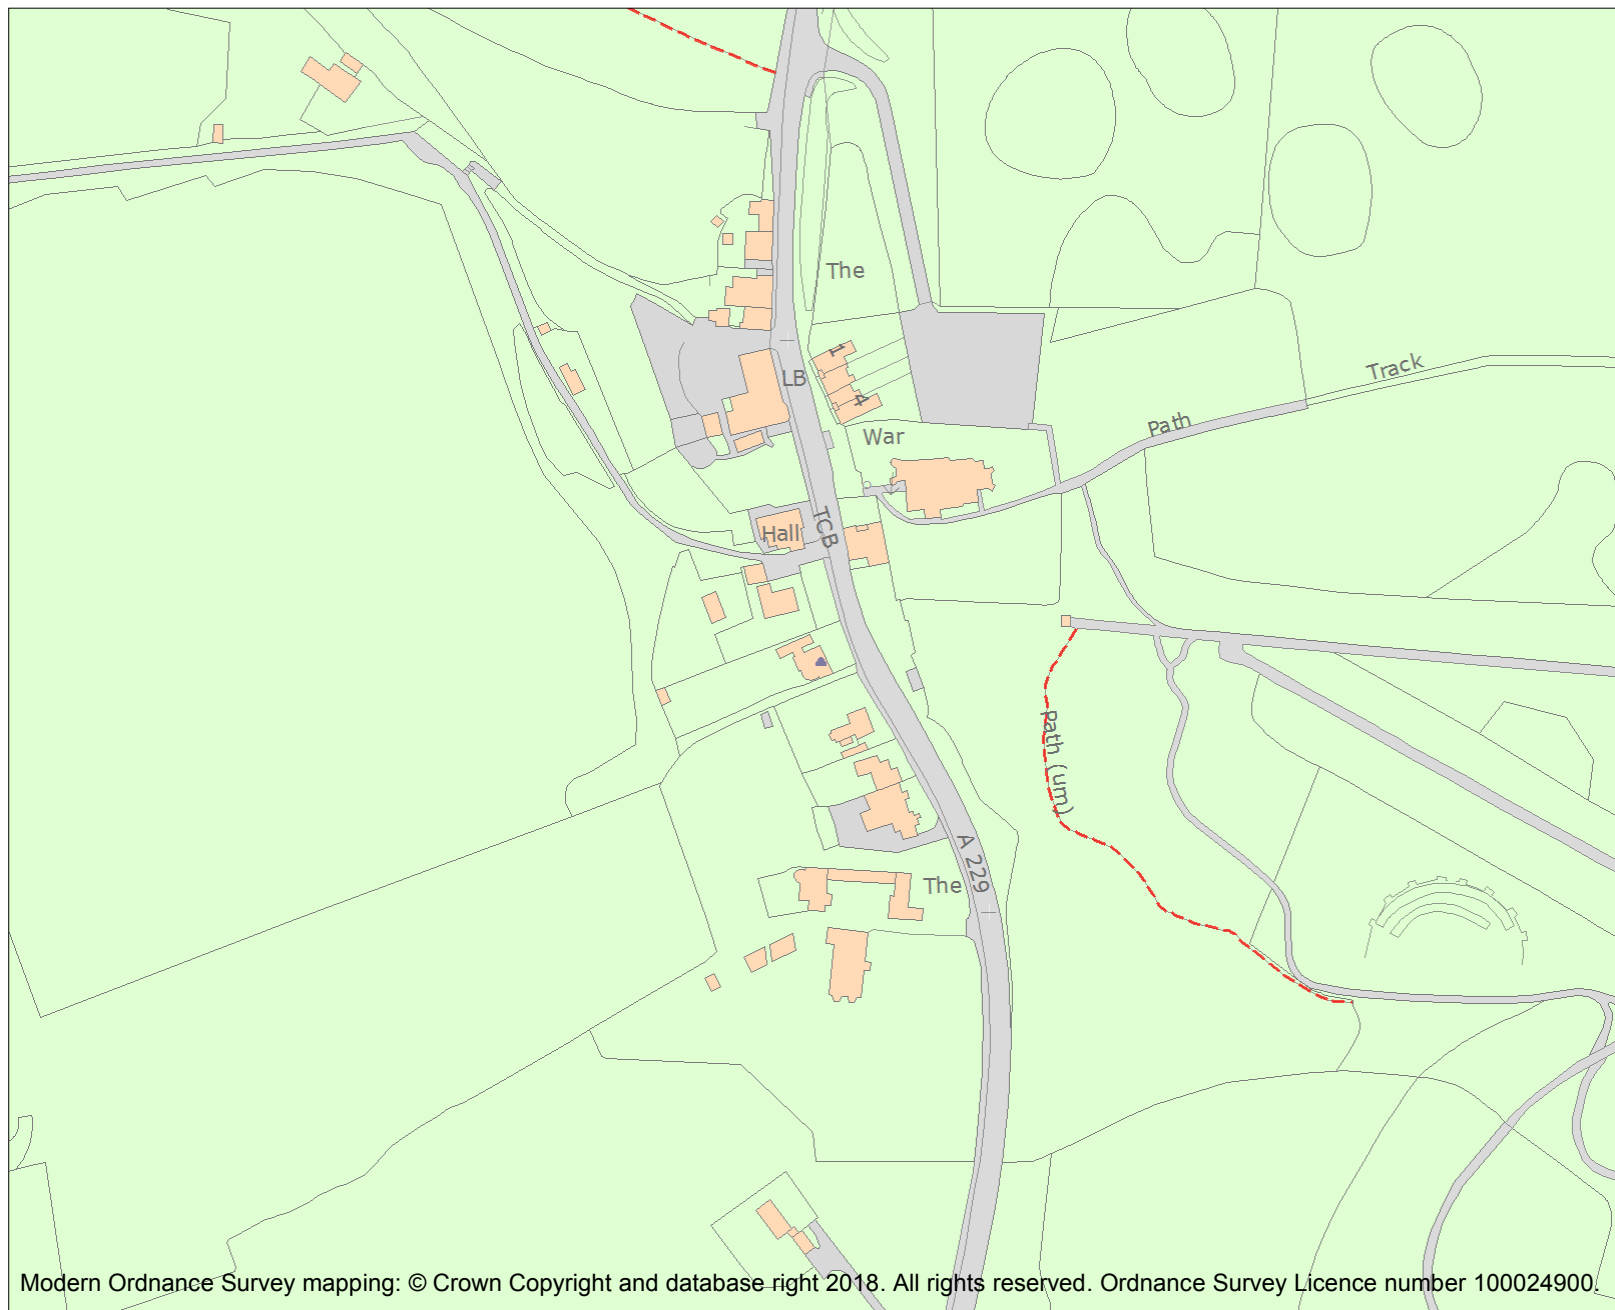 The
1
LB
4
Track
Path
War
TCB
Hall
Path (um)
A 229
The
Modern Ordnance Survey mapping: © Crown Copyright and database right 2018. All rights reserved. Ordnance Survey Licence number 100024900.